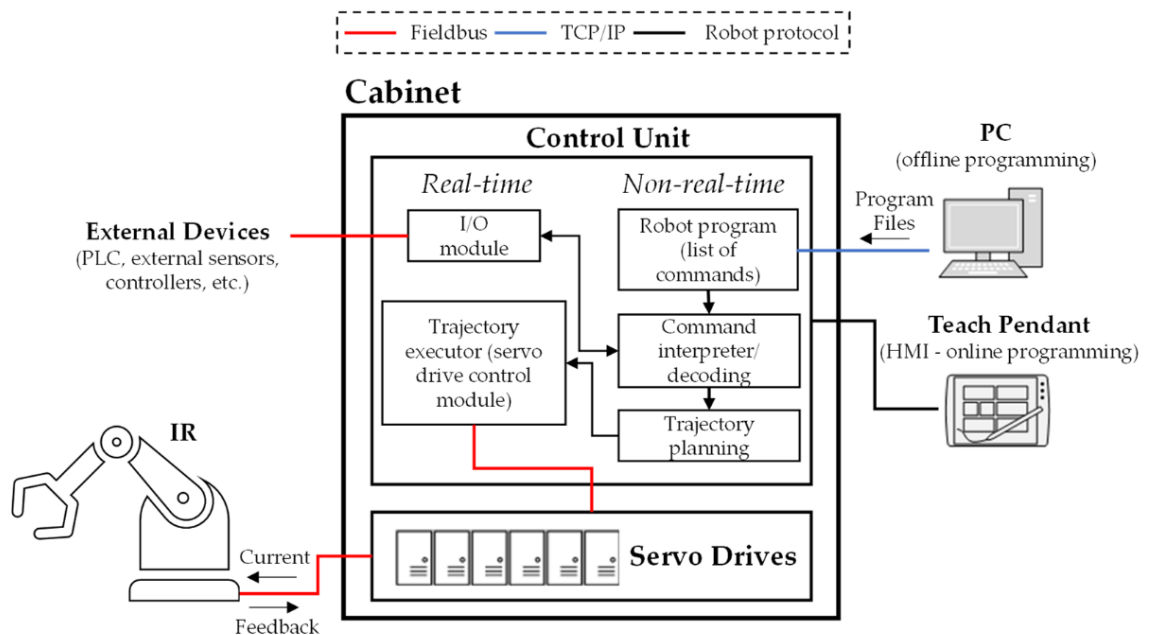 Fieldbus
TCP/IP
Robot protocol
Cabinet
Control Unit
Real-time
Non-real-time
I/O
module
Robot program
(list of
commands)
Trajectory
executor (servo
drive control
module)
Command
interpreter/
decoding
Trajectory
planning
Servo Drives
External Devices
(PLC, external sensors,
controllers, etc.)
PC
(offline programming)
Program
Files
Teach Pendant
(HMI - online programming)
IR
Current
Feedback